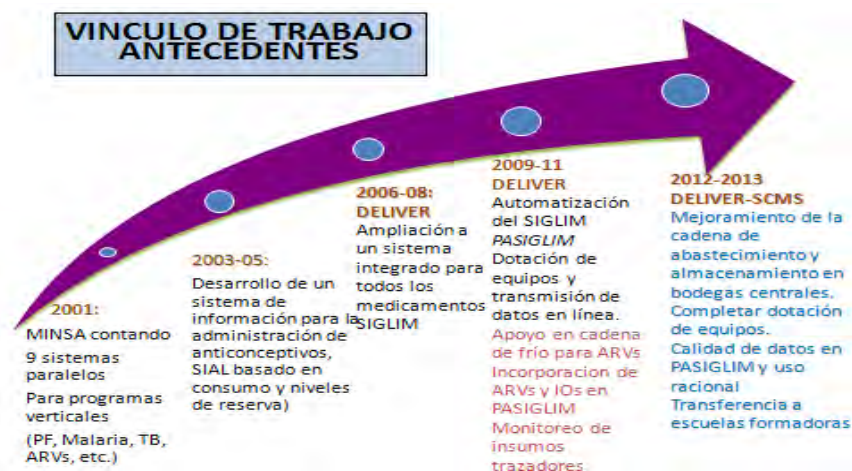 VINCULO DE TRABAJO
ANTECEDENTES
2001:
MINSA contando
9 sistemas
paralelos
Para programas
verticales
(PF, Malaria, TB,
ARVs, etc.)
2003-05:
Desarrollo de un
sistema de
información para la
administración de
anticonceptivos,
SIAL basado en
consumo y niveles
de reserva)
2006-08:
DELIVER
Ampliación a
un sistema
integrado para
todos los
medicamentos
SIGLIM
2009-11
DELIVER
Automatización
del SIGLIM
PASIGLIM
Dotación de
equipos y
transmisión de
datos en línea.
Apoyo en cadena
de frío para ARVs
Incorporacion de
ARVs y IOs en
PASIGLIM
Monitoreo de
insumos
trazadores
2012-2013
DELIVER-SCMS
Mejoramiento de la
cadena de
abastecimiento y
almacenamiento en
bodegas centrales.
Completar dotación
de equipos.
Calidad de datos en
PASIGLIM y uso
racional
Transferencia a
escuelas formadoras